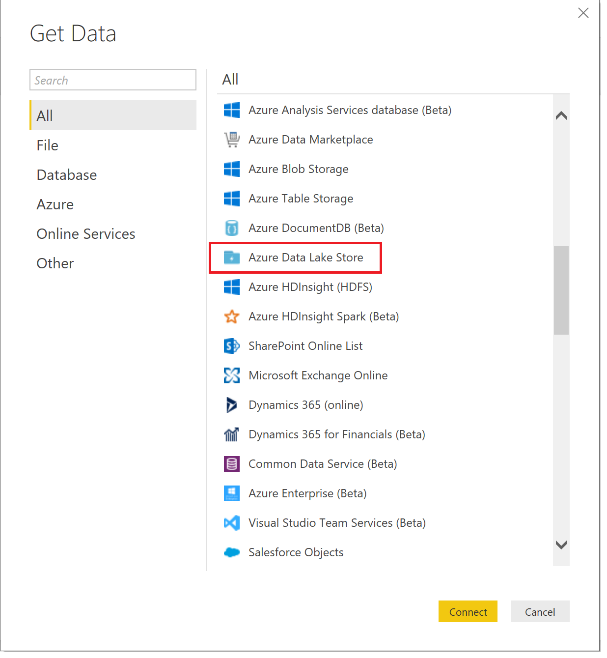 Get Data
Search
All
File
Database
Azure
Online Services
Other
All
Azure Analysis Services database (Beta)
Azure Data Marketplace
Azure Blob Storage
Azure Table Storage
Azure DocumentDB (Beta)
Azure Data Lake Store
Azure HDInsight (HDFS)
Azure HDInsight Spark (Beta)
SharePoint Online List
Microsoft Exchange Online
Dynamics 365 (online)
Dynamics 365 for Financials (Beta)
Common Data Service (Beta)
Azure Enterprise (Beta)
Visual Studio Team Services (Beta)
Salesforce Objects
Connect
Cancel